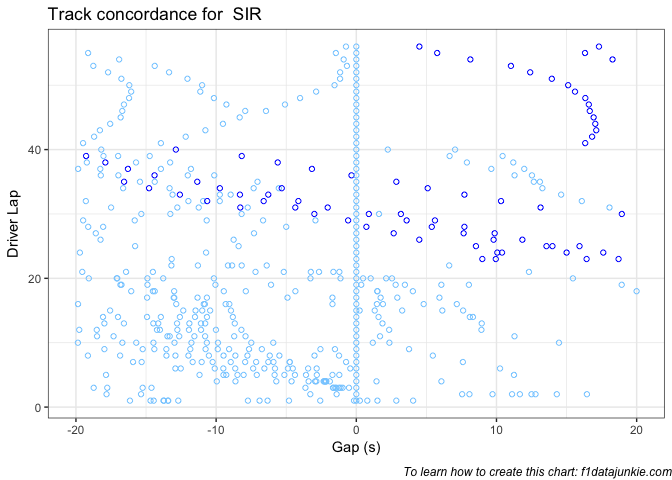 Track concordance for SIR
40
20
0
-20 -10 0 10 20
Driver Lap
Gap (s)
To learn how to create this chart: f1datajunkie.com